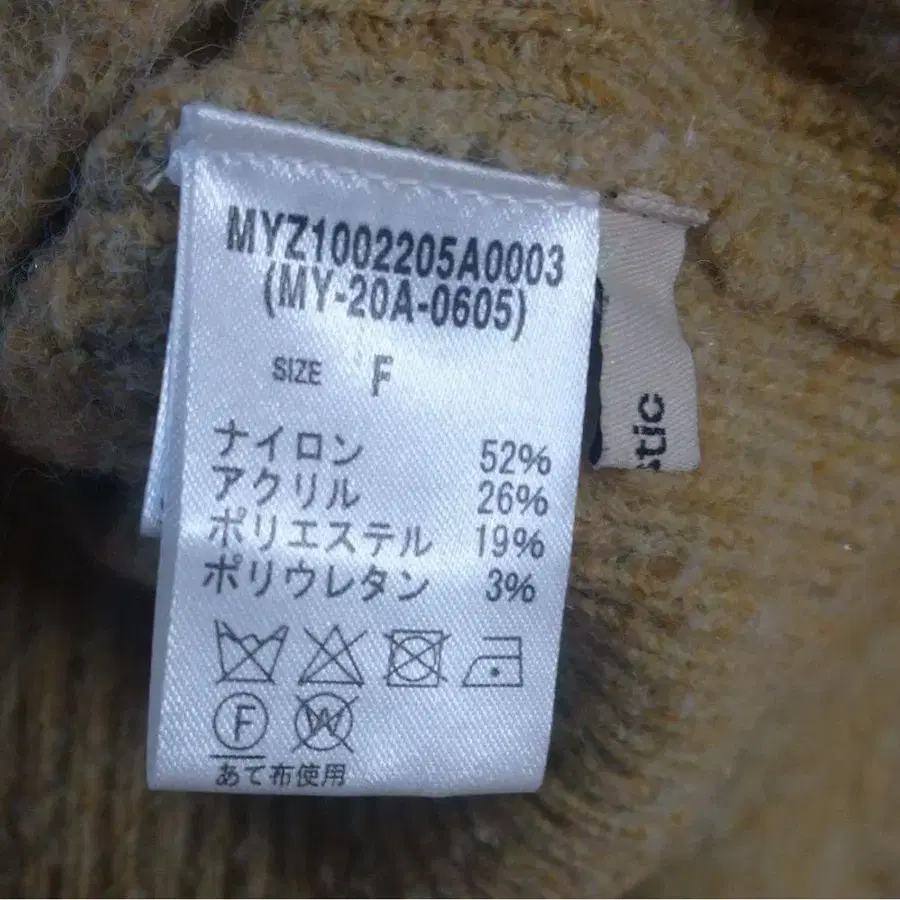 MYZ1002205A0003
(MY-20A-0605)
SIZE F
ナイロン 52%
アクリル 26%
ポリエステル 19%
ポリウレタン 3%
F
W
あて布使用
stic